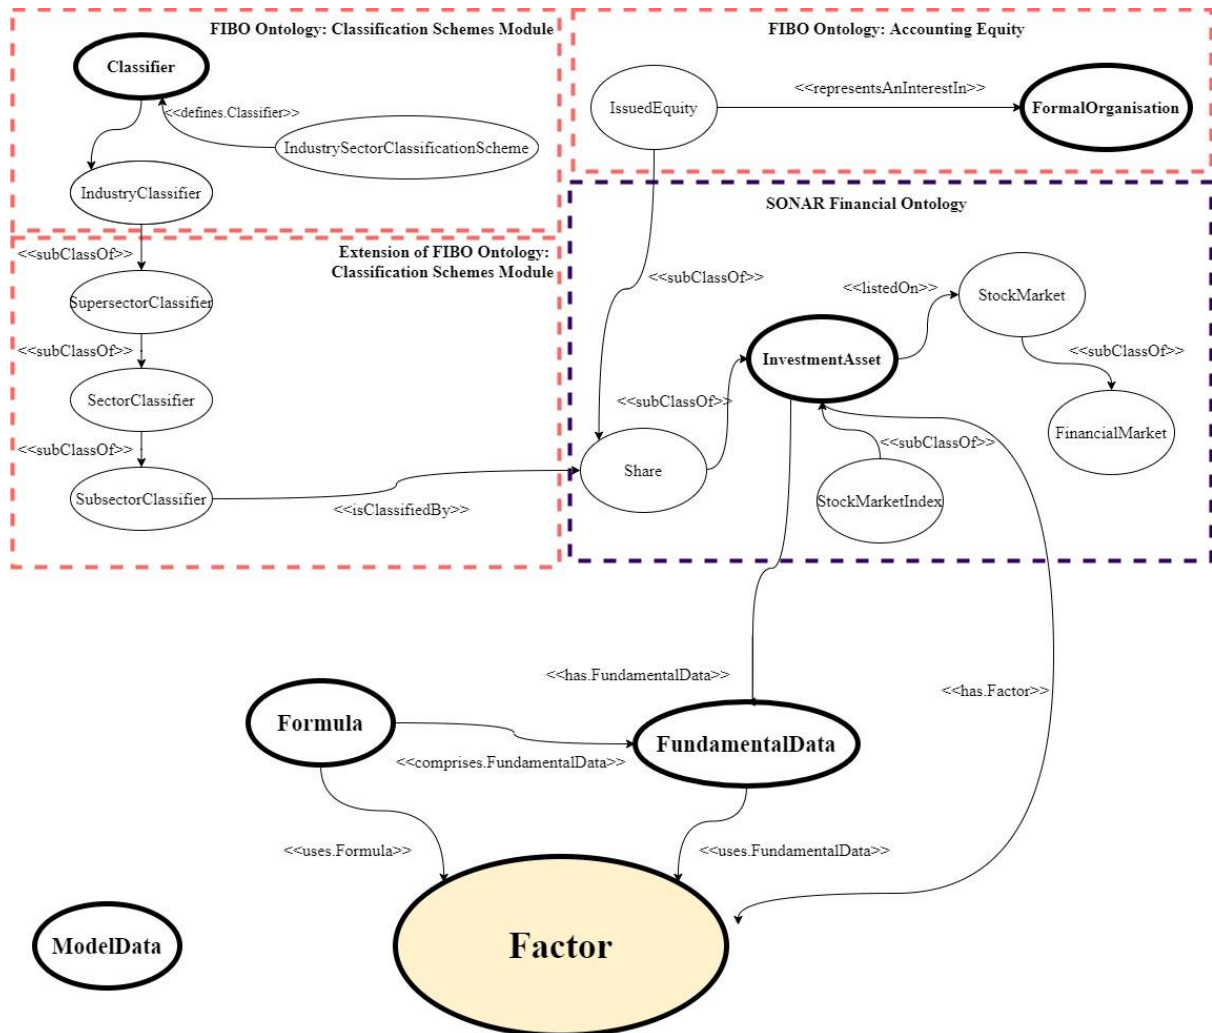 FIBO Ontology: Classification Schemes Module
Classifier
<<defines.Classifier>>
IndustrySectorClassificationScheme
IndustryClassifier
FIBO Ontology: Accounting Equity
<<representsAnInterestIn>>
IssuedEquity
FormalOrganisation
<<subClassOf>>
Extension of FIBO Ontology:
Classification Schemes Module
SupersectorClassifier
<<subClassOf>>
SectorClassifier
<<subClassOf>>
SubsectorClassifier
<<isClassifiedBy>>
SONAR Financial Ontology
<<subClassOf>>
<<listedOn>>
StockMarket
InvestmentAsset
<<subClassOf>>
<<subClassOf>>
FinancialMarket
<<subClassOf>>
Share
StockMarketIndex
<<has.FundamentalData>>
<<has.Factor>>
Formula
FundamentalData
<<comprises.FundamentalData>>
<<uses.Formula>>
<<uses.FundamentalData>>
ModelData
Factor